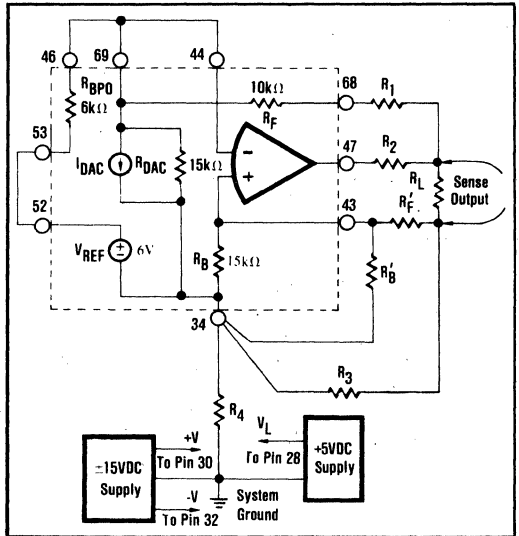 46
69
44
R_BPO
6kΩ
10kΩ
R_F
68
R_1
53
I_DAC
R_DAC
15kΩ
−
+
47
R_2
R_L
Sense
Output
52
43
R_F'
V_REF
+
−
6V
R_B
15kΩ
R_B'
34
R_3
R_4
±15VDC
Supply
+V
To Pin 30
-V
To Pin 32
V_L
To Pin 28
+5VDC
Supply
System
Ground